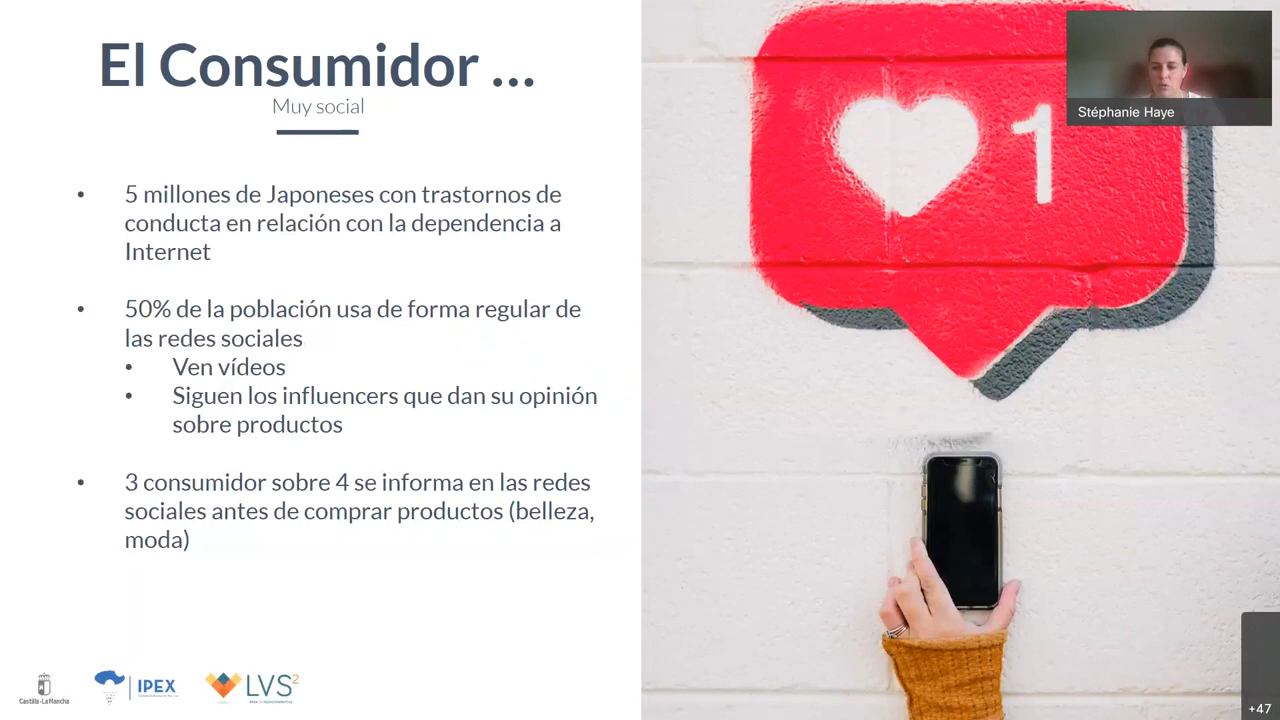 El Consumidor ...
Muy social
• 5 millones de Japoneses con trastornos de
conducta en relación con la dependencia a
Internet
• 50% de la población usa de forma regular de
las redes sociales
• Ven vídeos
• Siguen los influencers que dan su opinión
sobre productos
• 3 consumidor sobre 4 se informa en las redes
sociales antes de comprar productos (belleza,
moda)
1
Stéphanie Haye
Castilla-La Mancha
IPEX
LVS2
+47